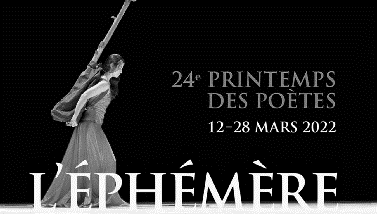 24e PRINTEMPS
DES POÈTES
12-28 MARS 2022
L'ÉPHÉMÈRE